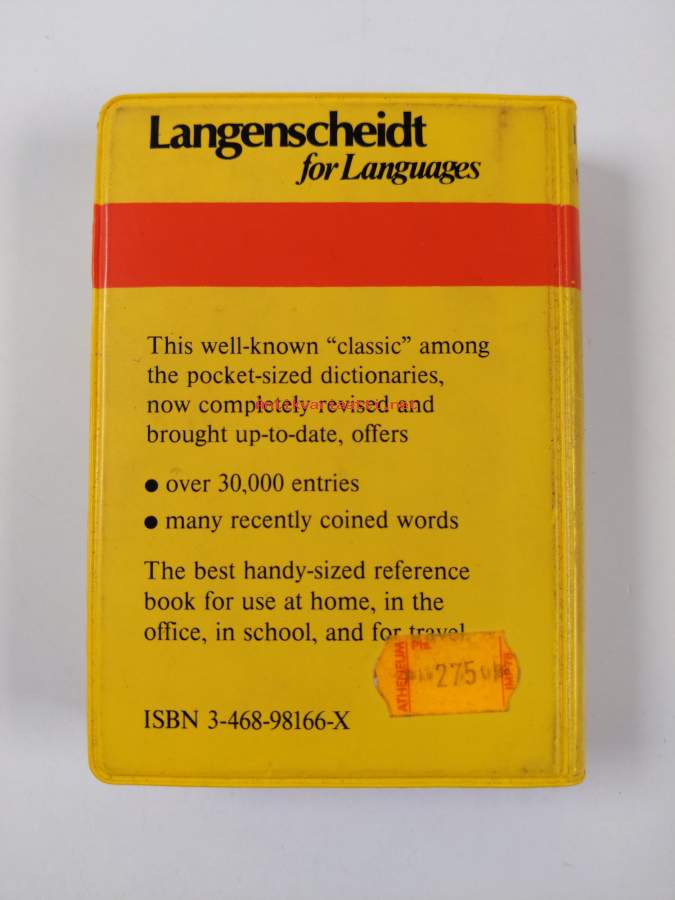 Langenscheidt
for Languages
This well-known “classic” among
the pocket-sized dictionaries,
now completely revised and
brought up-to-date, offers
● over 30,000 entries
● many recently coined words
The best handy-sized reference
book for use at home, in the
office, in school, and for travel
ATHENEUM
275
ISBN 3-468-98166-X